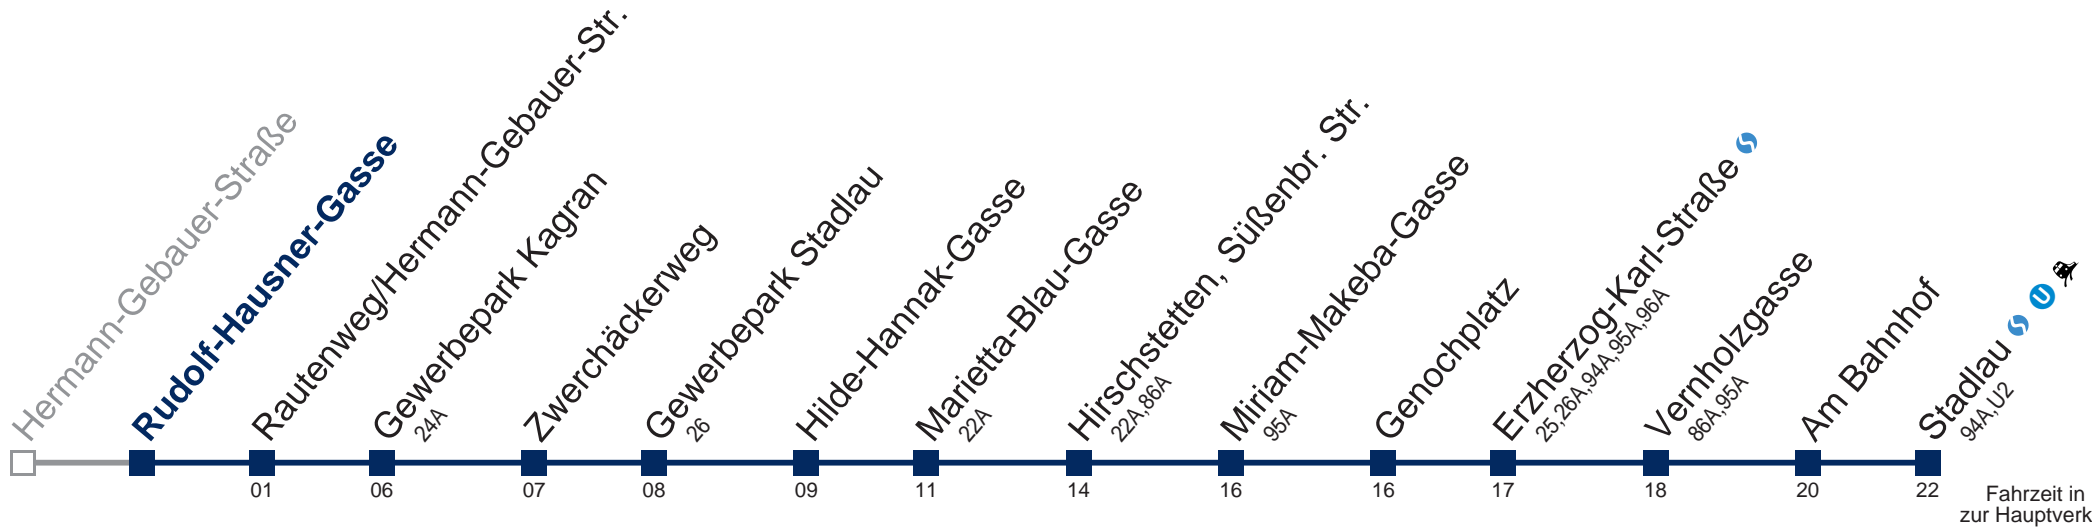 Hermann-Gebauer-Straße
Rudolf-Hausner-Gasse
Rautenweg/Hermann-Gebauer-Str.
01
Gewerbepark Kagran
24A
06
Zwerchäckerweg
07
Gewerbepark Stadlau
26
08
Hilde-Hannak-Gasse
09
Marietta-Blau-Gasse
22A
11
Hirschstetten, Süßenbr. Str.
22A,86A
14
Miriam-Makeba-Gasse
95A
16
Genochplatz
16
Erzherzog-Karl-Straße
25,26A,94A,95A,96A
17
Vernholzgasse
86A,95A
18
Am Bahnhof
20
Stadlau U
94A,U2
22
Fahrzeit in
zur Hauptverk